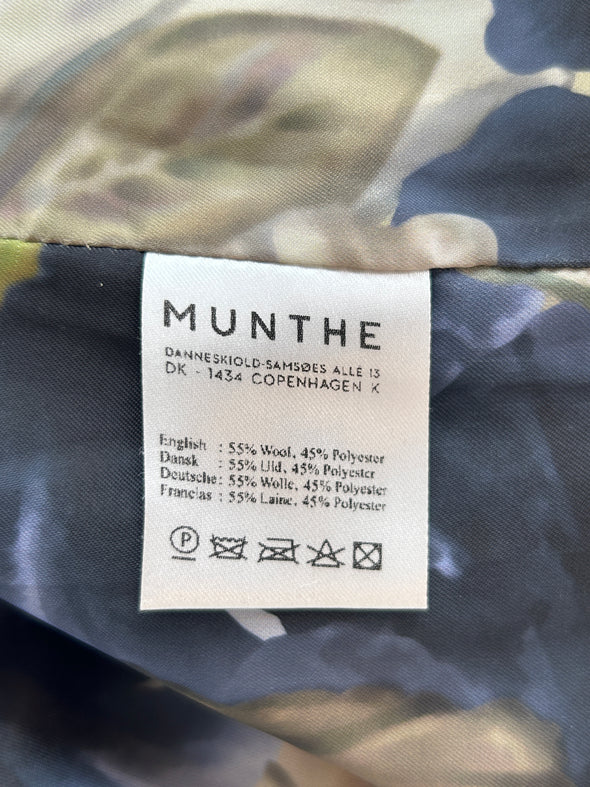 MUNTHE
DANNESKIOLD-SAMSØES ALLÉ 13
DK - 1434 COPENHAGEN K
English : 55% Wool, 45% Polyester
Dansk : 55% Uld, 45% Polyester
Deutsche : 55% Wolle, 45% Polyester
Francias : 55% Laine, 45% Polyester
P